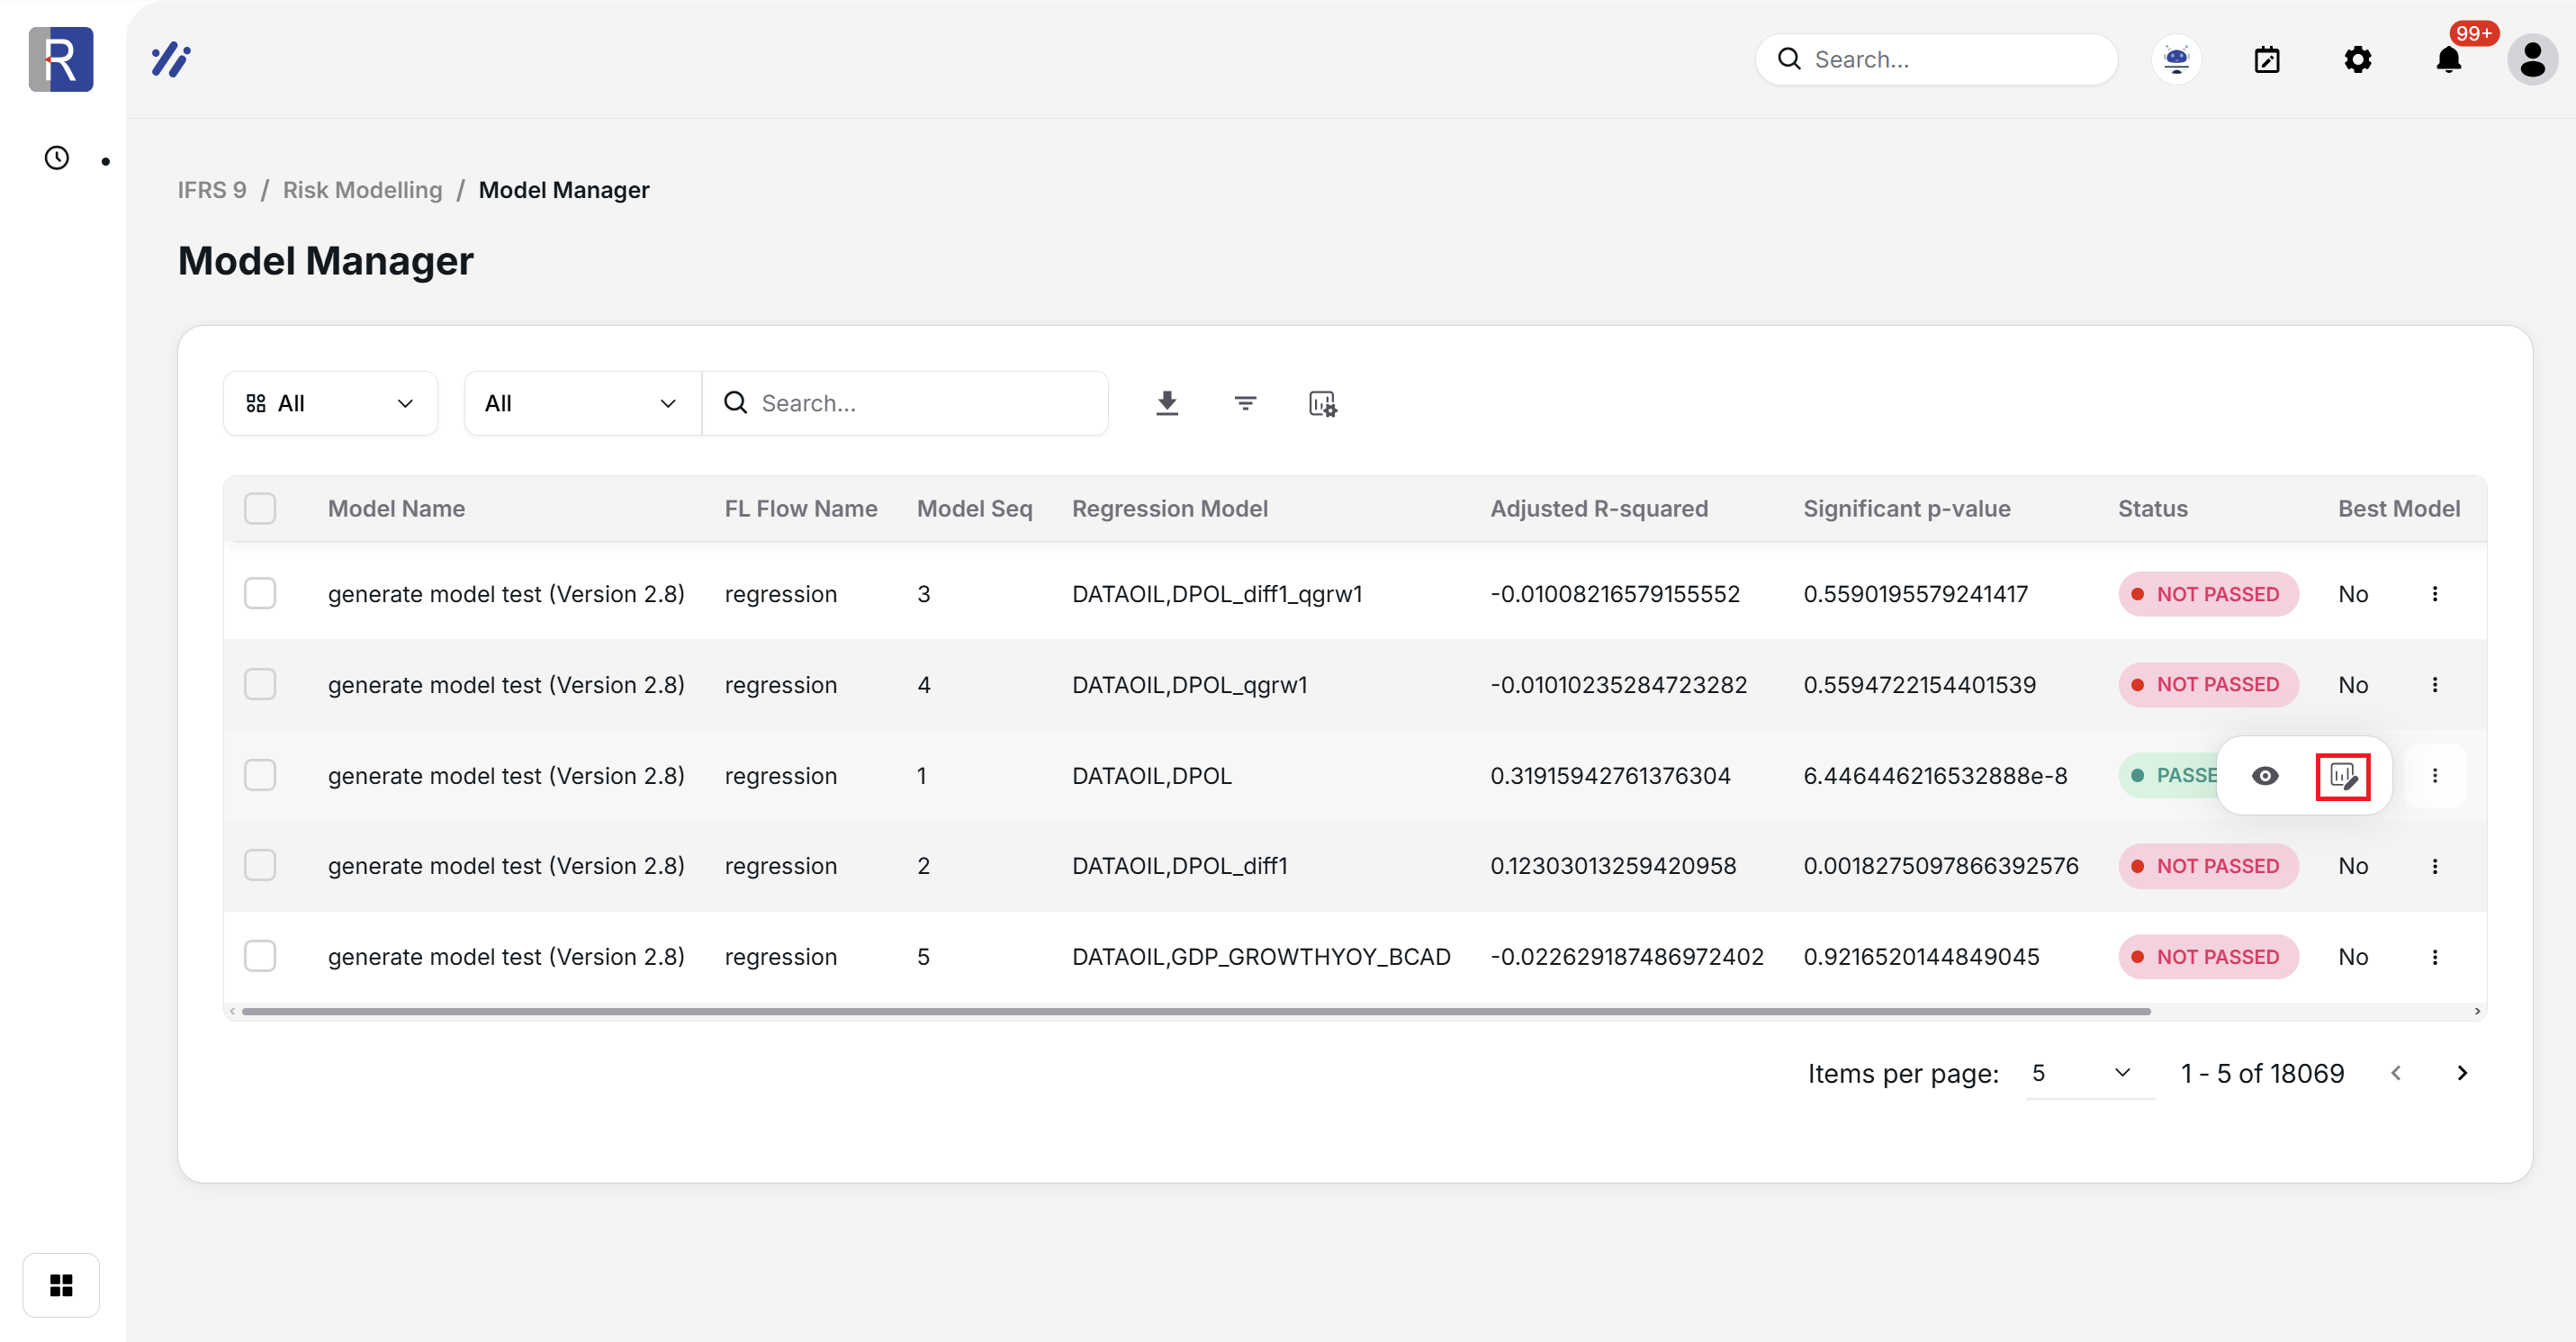 R
Search...
99+
IFRS 9 / Risk Modelling / Model Manager
Model Manager
All
All
Search...
Model Name FL Flow Name Model Seq Regression Model Adjusted R-squared Significant p-value Status Best Model
generate model test (Version 2.8) regression 3 DATAOIL,DPOL_diff1_qgrw1 -0.01008216579155552 0.5590195579241417 NOT PASSED No
generate model test (Version 2.8) regression 4 DATAOIL,DPOL_qgrw1 -0.01010235284723282 0.5594722154401539 NOT PASSED No
generate model test (Version 2.8) regression 1 DATAOIL,DPOL 0.31915942761376304 6.446446216532888e-8 PASSE
generate model test (Version 2.8) regression 2 DATAOIL,DPOL_diff1 0.12303013259420958 0.0018275097866392576 NOT PASSED No
generate model test (Version 2.8) regression 5 DATAOIL,GDP_GROWTHYOY_BCAD -0.022629187486972402 0.9216520144849045 NOT PASSED No
Items per page: 5 1 - 5 of 18069